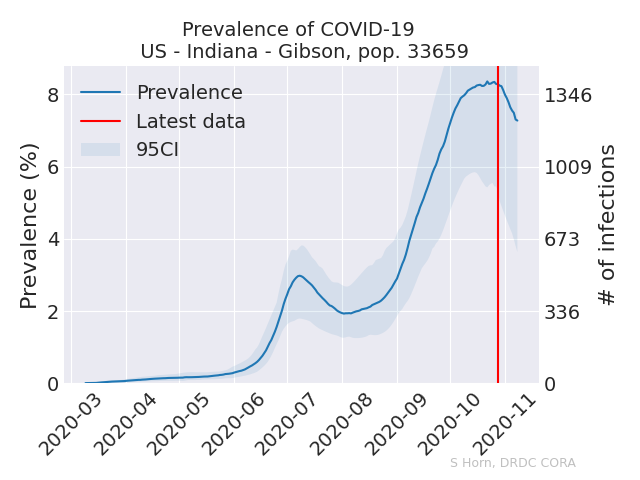 Prevalence of COVID-19
US - Indiana - Gibson, pop. 33659
Prevalence
Latest data
95CI
Prevalence (%)
8
6
4
2
0
1346
1009
673
336
0
# of infections
2020-03
2020-04
2020-05
2020-06
2020-07
2020-08
2020-09
2020-10
2020-11
S Horn, DRDC CORA